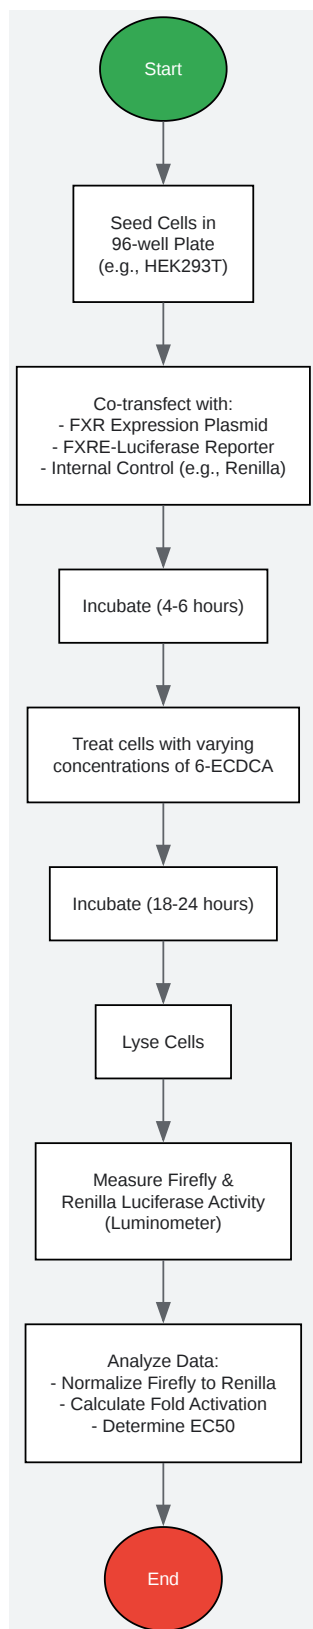 Start
Seed Cells in
96-well Plate
(e.g., HEK293T)
Co-transfect with:
- FXR Expression Plasmid
- FXRE-Luciferase Reporter
- Internal Control (e.g., Renilla)
Incubate (4-6 hours)
Treat cells with varying
concentrations of 6-ECDCA
Incubate (18-24 hours)
Lyse Cells
Measure Firefly &
Renilla Luciferase Activity
(Luminometer)
Analyze Data:
- Normalize Firefly to Renilla
- Calculate Fold Activation
- Determine EC50
End